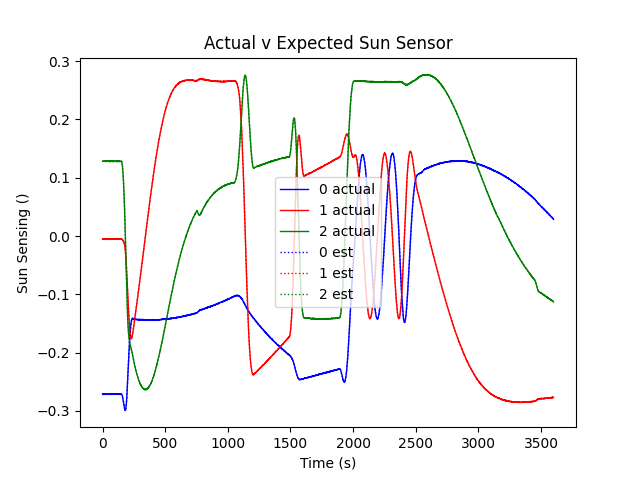 Actual v Expected Sun Sensor
Sun Sensing ()
0.3
0.2
0.1
0.0
−0.1
−0.2
−0.3
0 actual
1 actual
2 actual
0 est
1 est
2 est
0
500
1000
1500
2000
2500
3000
3500
Time (s)